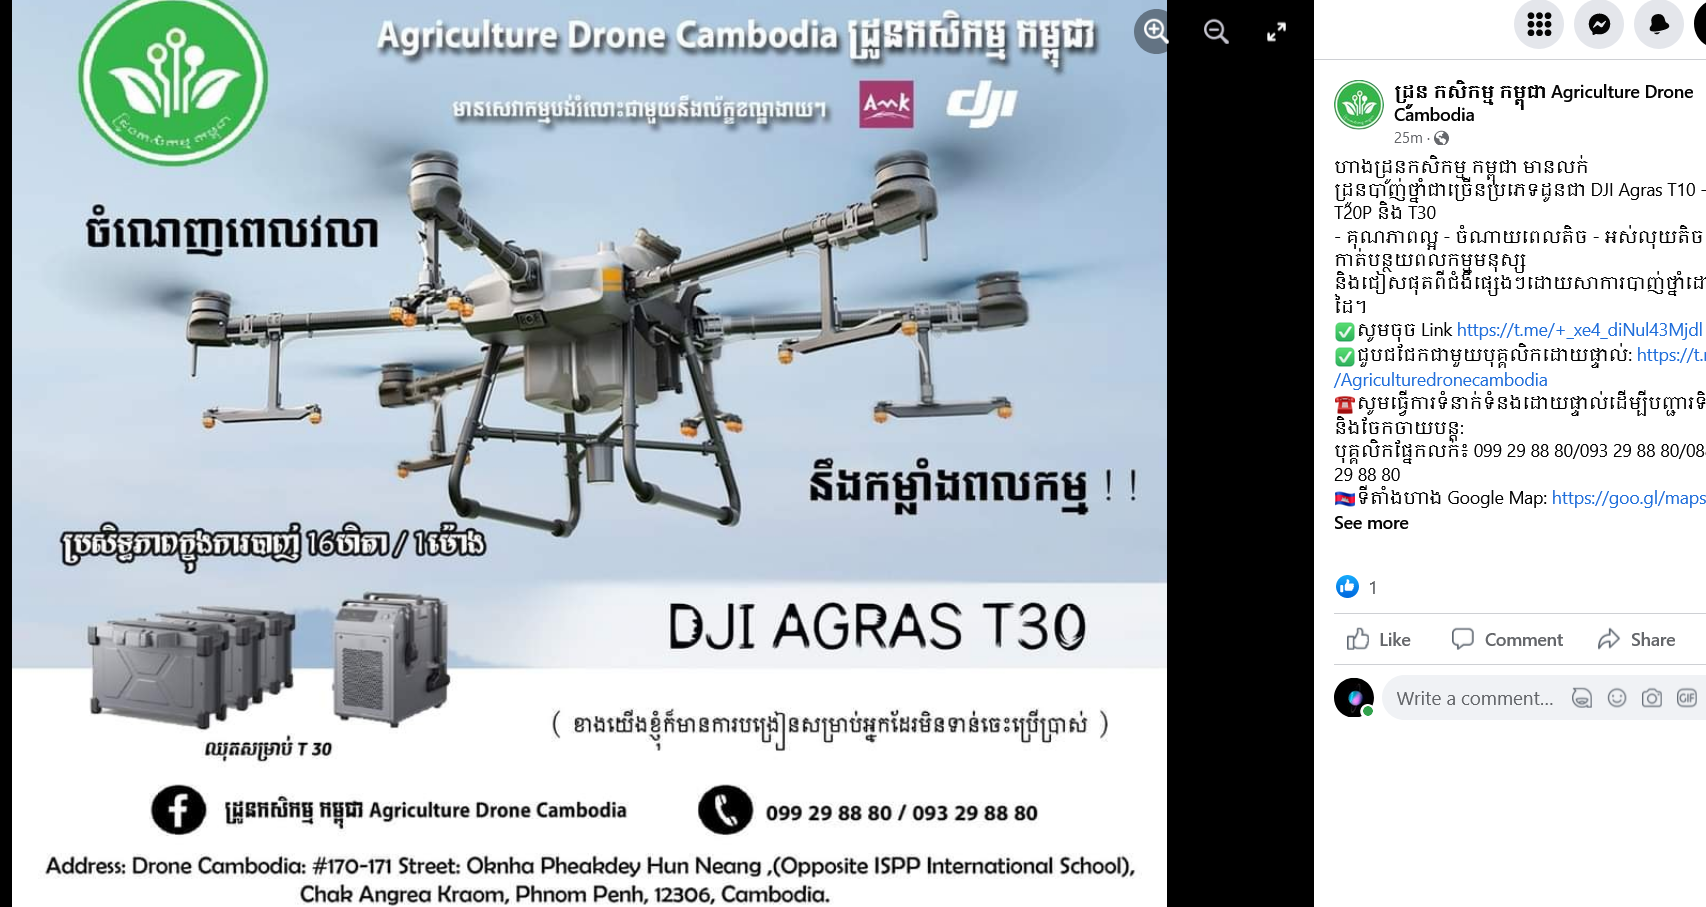 Agriculture Drone Cambodia ដ្រូនកសិកម្ម កម្ពុជា
មានសេវាកម្មបង់រំលោះជាមួយនឹងល័ក្ខខណ្ឌងាយៗ
Amk
dji
ដ្រូនកសិកម្ម កម្ពុជា
ចំណេញពេលវេលា
នឹងកម្លាំងពលកម្ម !!
ប្រសិទ្ធភាពក្នុងការបាញ់ 16ហិតា / 1ម៉ោង
DJI AGRAS T30
ឈុតសម្រាប់ T 30
( ខាងយើងខ្ញុំក៏មានការបង្រៀនសម្រាប់អ្នកដែរមិនទាន់ចេះប្រើប្រាស់ )
ដ្រូនកសិកម្ម កម្ពុជា Agriculture Drone Cambodia
099 29 88 80 / 093 29 88 80
Address: Drone Cambodia: #170-171 Street: Oknha Pheakdey Hun Neang ,(Opposite ISPP International School),
Chak Angrea Kraom, Phnom Penh, 12306, Cambodia.
ដ្រូន កសិកម្ម កម្ពុជា Agriculture Drone
Cambodia
25m ·
ហាងដ្រូនកសិកម្ម កម្ពុជា មានលក់
ដ្រូនបាញ់ថ្នាំជាច្រើនប្រភេទដូនជា DJI Agras T10 -
T20P និង T30
- គុណភាពល្អ - ចំណាយពេលតិច - អស់លុយតិច
កាត់បន្ថយពលកម្មមនុស្ស
និងជៀសផុតពីជំងឺផ្សេងៗដោយសាការបាញ់ថ្នាំដោ
ដៃ។
✅សូមចុច Link https://t.me/+_xe4_diNul43Mjdl
✅ជួបជជែកជាមួយបុគ្គលិកដោយផ្ទាល់: https://t.
/Agriculturedronecambodia
☎️សូមធ្វើការទំនាក់ទំនងដោយផ្ទាល់ដើម្បីបញ្ជារទិ
និងចែកចាយបន្ត:
បុគ្គលិកផ្នែកលក់៖ 099 29 88 80/093 29 88 80/08
29 88 80
🇰🇭ទីតាំងហាង Google Map: https://goo.gl/maps
See more
1
Like Comment Share
Write a comment...
GIF